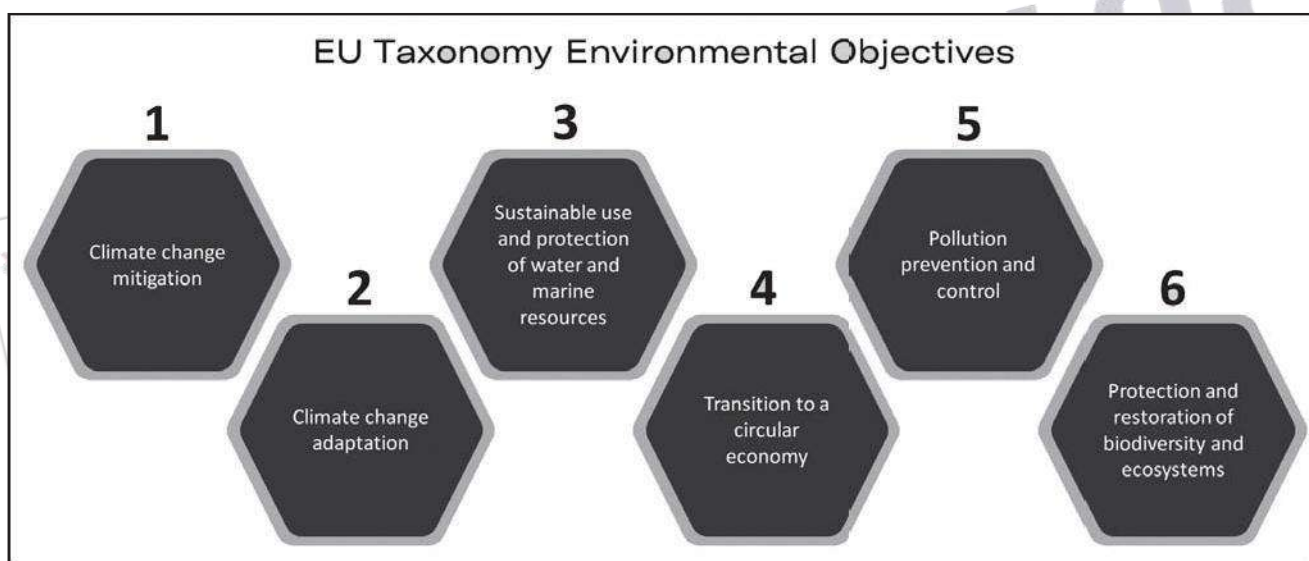 EU Taxonomy Environmental Objectives
1
Climate change
mitigation
2
Climate change
adaptation
3
Sustainable use
and protection
of water and
marine
resources
4
Transition to a
circular
economy
5
Pollution
prevention and
control
6
Protection and
restoration of
biodiversity and
ecosystems